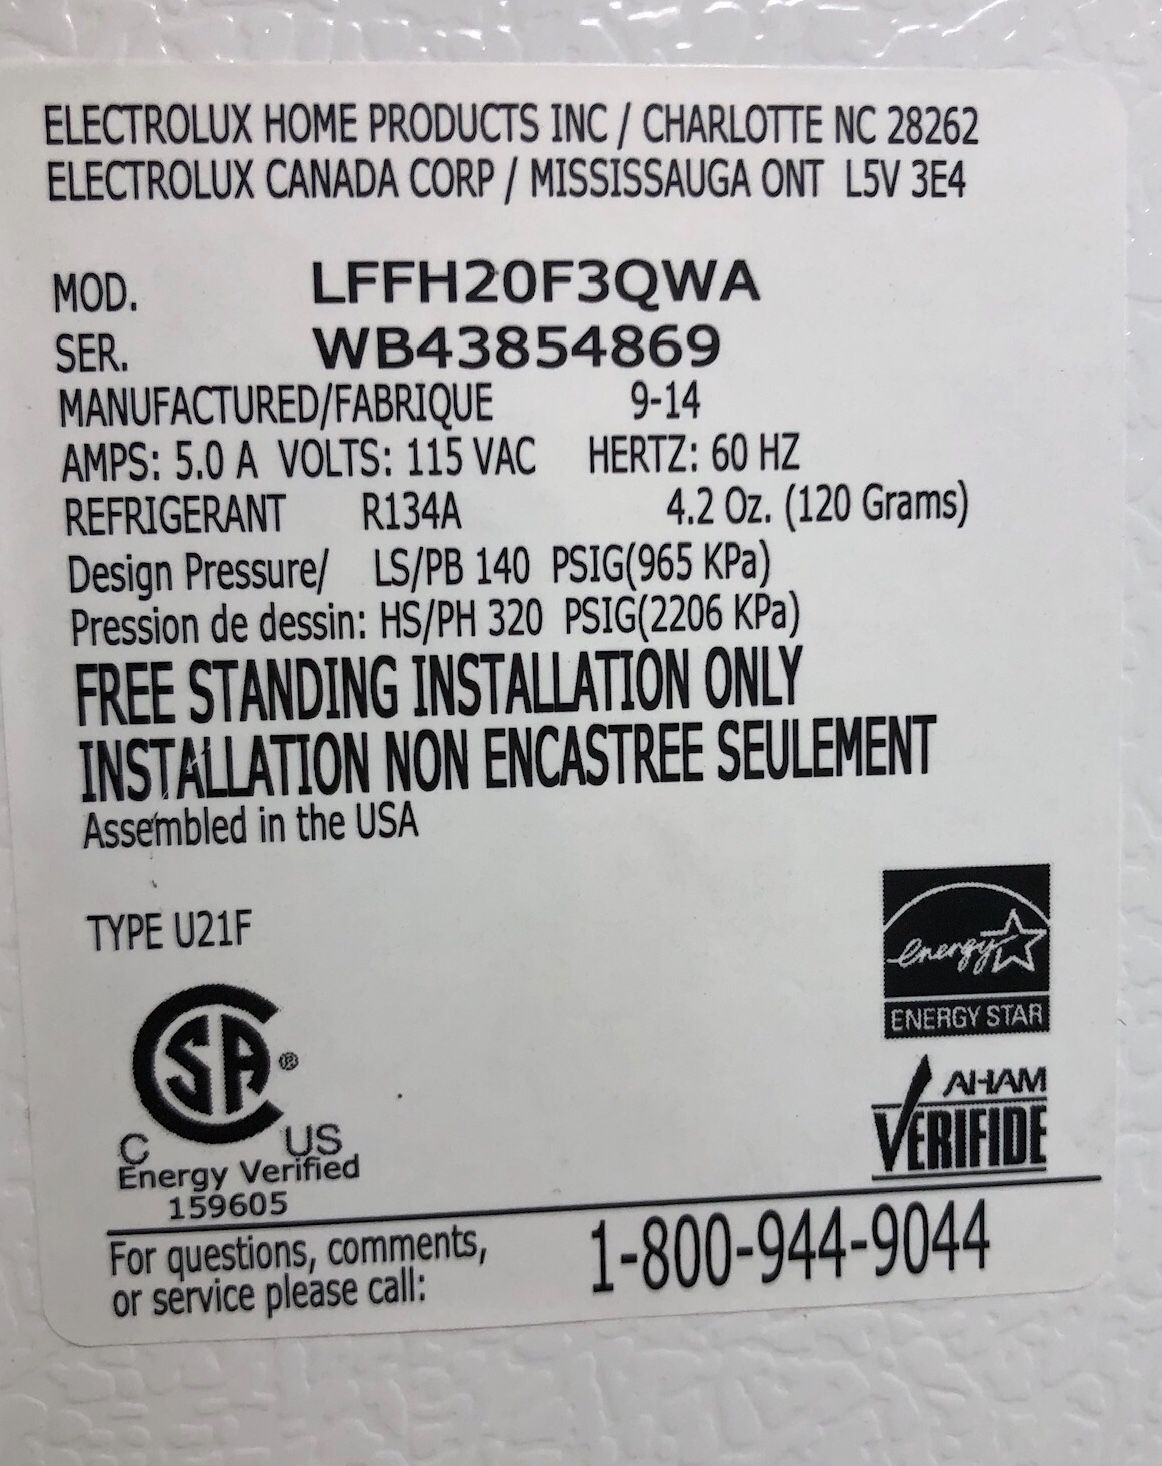 ELECTROLUX HOME PRODUCTS INC / CHARLOTTE NC 28262
ELECTROLUX CANADA CORP / MISSISSAUGA ONT L5V 3E4
MOD. LFFH20F3QWA
SER. WB43854869
MANUFACTURED/FABRIQUE 9-14
AMPS: 5.0 A VOLTS: 115 VAC HERTZ: 60 HZ
REFRIGERANT R134A 4.2 Oz. (120 Grams)
Design Pressure/ LS/PB 140 PSIG(965 KPa)
Pression de dessin: HS/PH 320 PSIG(2206 KPa)
FREE STANDING INSTALLATION ONLY
INSTALLATION NON ENCASTREE SEULEMENT
Assembled in the USA
TYPE U21F
energy
ENERGY STAR
SA ®
C US
Energy Verified
159605
AHAM
VERIFIDE
For questions, comments,
or service please call:
1-800-944-9044